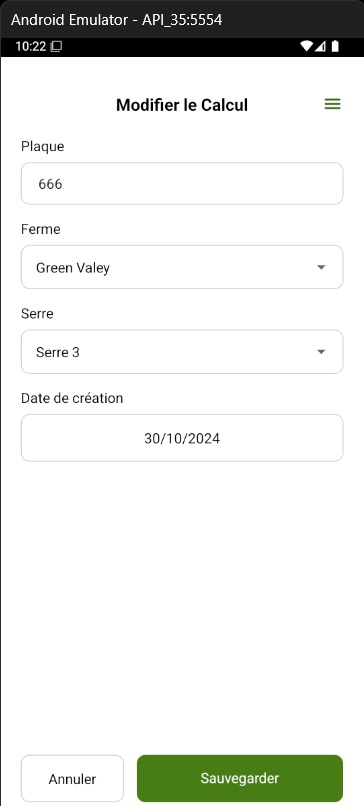 Android Emulator - API_35:5554
10:22
Modifier le Calcul
Plaque
666
Ferme
Green Valey
Serre
Serre 3
Date de création
30/10/2024
Annuler
Sauvegarder